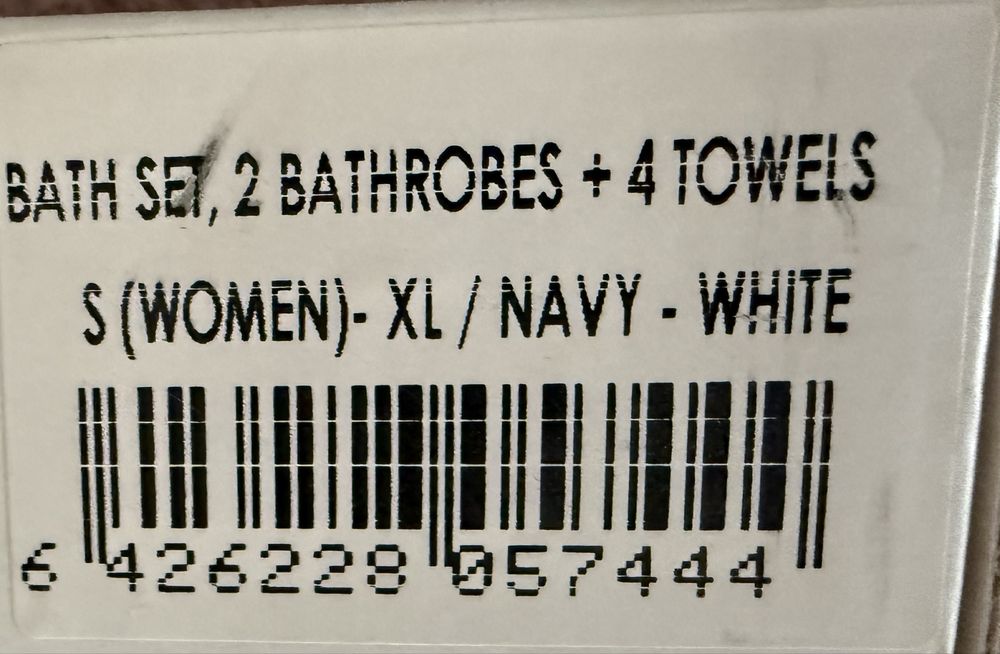 BATH SET, 2 BATHROBES + 4 TOWELS
S (WOMEN)- XL / NAVY - WHITE
6 426228 057444